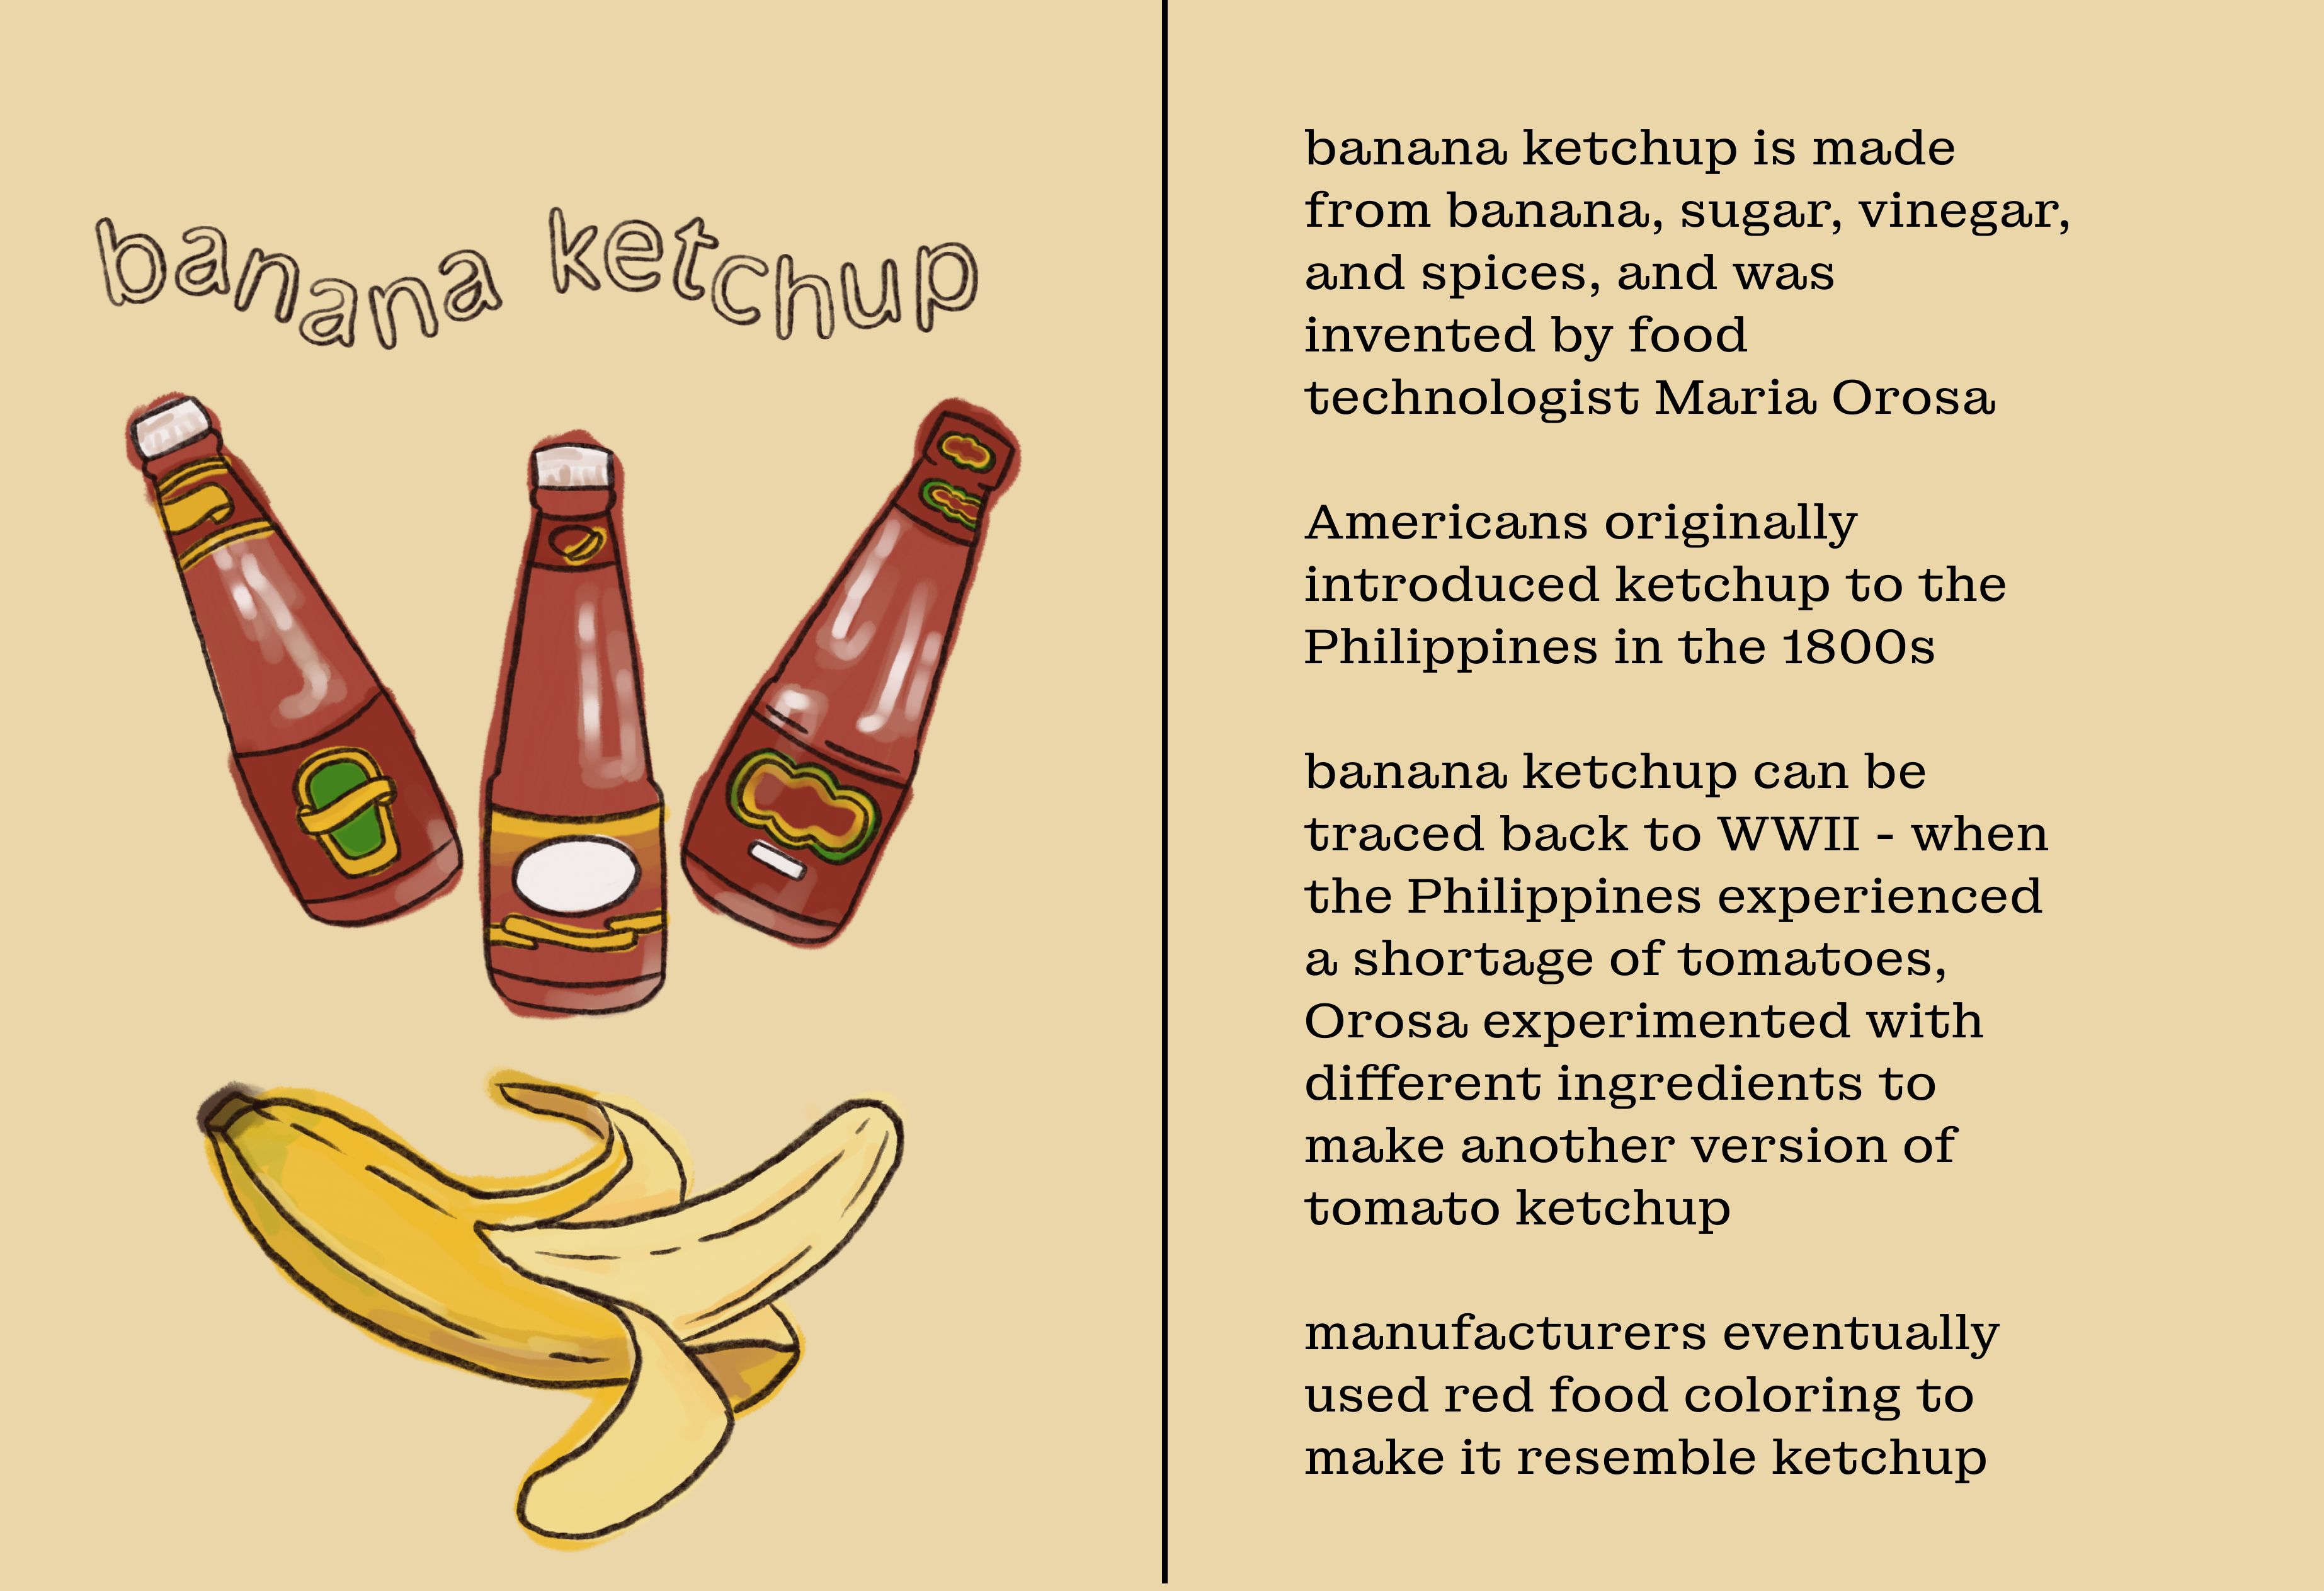 banana ketchup
banana ketchup is made
from banana, sugar, vinegar,
and spices, and was
invented by food
technologist Maria Orosa
Americans originally
introduced ketchup to the
Philippines in the 1800s
banana ketchup can be
traced back to WWII - when
the Philippines experienced
a shortage of tomatoes,
Orosa experimented with
different ingredients to
make another version of
tomato ketchup
manufacturers eventually
used red food coloring to
make it resemble ketchup